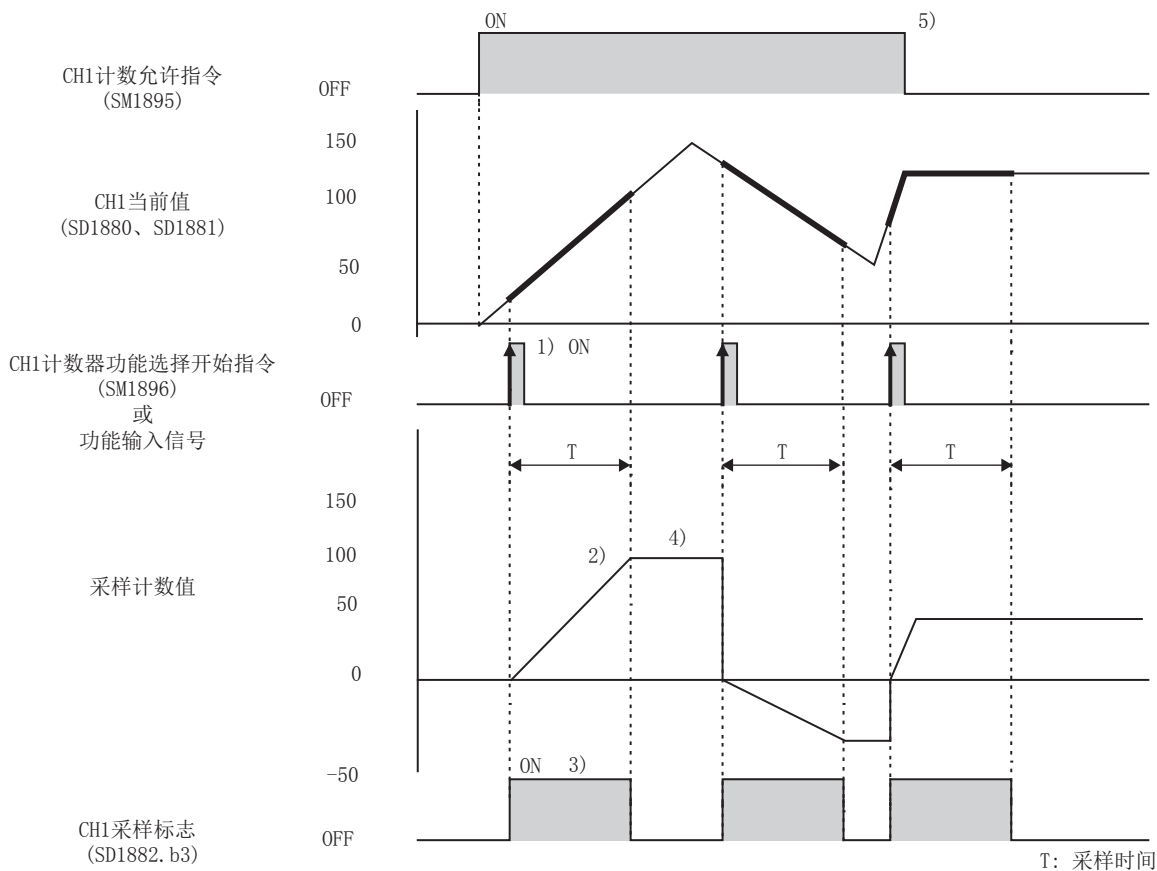 ON
5)
CH1计数允许指令
(SM1895)
OFF
150
100
50
0
CH1当前值
(SD1880、SD1881)
CH1计数器功能选择开始指令
(SM1896)
或
功能输入信号
1) ON
OFF
T
T
T
150
100
50
0
-50
采样计数值
2)
4)
ON
3)
CH1采样标志
(SD1882.b3)
OFF
T: 采样时间